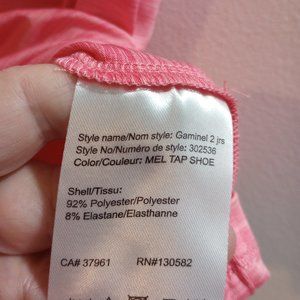 Style name/Nom style: Gaminel 2 jrs
Style No/Numéro de style: 302536
Color/Couleur: MEL TAP SHOE
Shell/Tissu:
92% Polyester/Polyester
8% Elastane/Elasthanne
CA# 37961 RN#130582